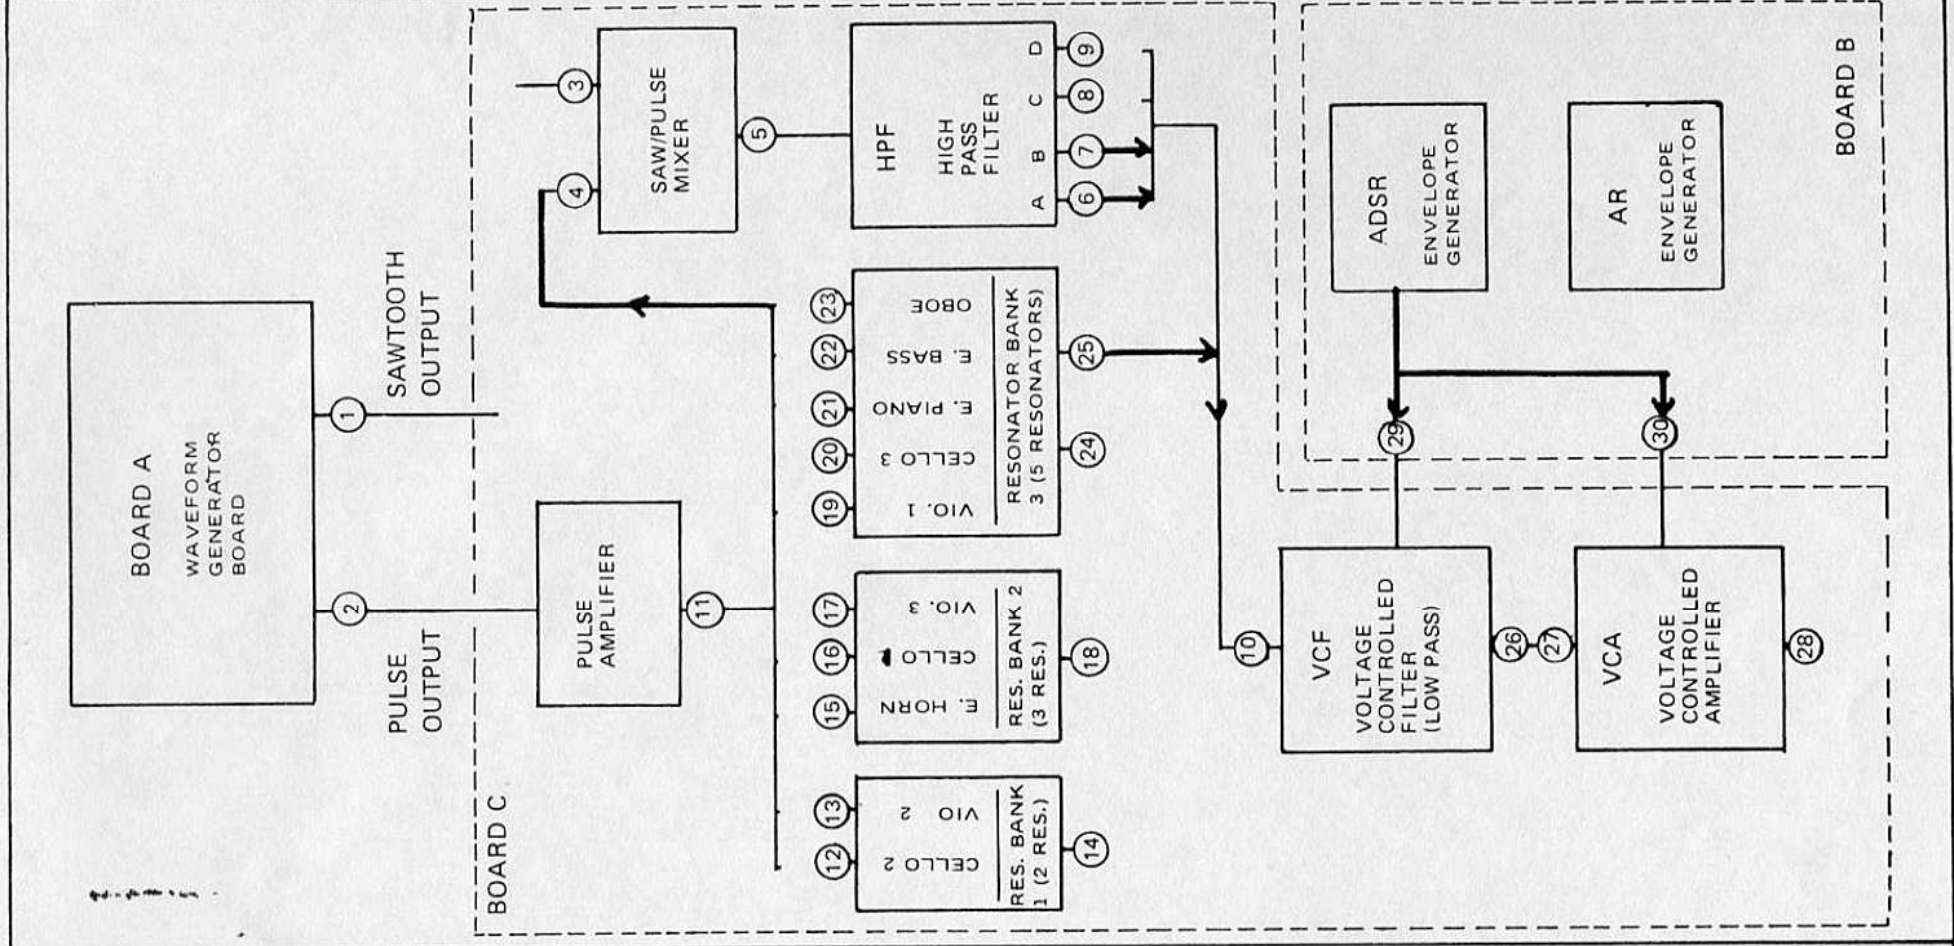 BOARD A
WAVEFORM
GENERATOR
BOARD
1
2
SAWTOOTH
OUTPUT
PULSE
OUTPUT
BOARD C
PULSE
AMPLIFIER
11
3
4
SAW/PULSE
MIXER
5
HPF
HIGH
PASS
FILTER
A
B
C
D
6
7
8
9
12
13
CELLO 2
VIO 2
RES. BANK
1 (2 RES.)
14
15
16
17
E. HORN
CELLO
VIO. 3
RES. BANK 2
(3 RES.)
18
19
20
21
22
23
VIO. 1
CELLO 3
E. PIANO
E. BASS
OBOE
RESONATOR BANK
3 (5 RESONATORS)
24
25
10
VCF
VOLTAGE
CONTROLLED
FILTER
(LOW PASS)
26
27
VCA
VOLTAGE
CONTROLLED
AMPLIFIER
28
ADSR
ENVELOPE
GENERATOR
AR
ENVELOPE
GENERATOR
29
30
BOARD B